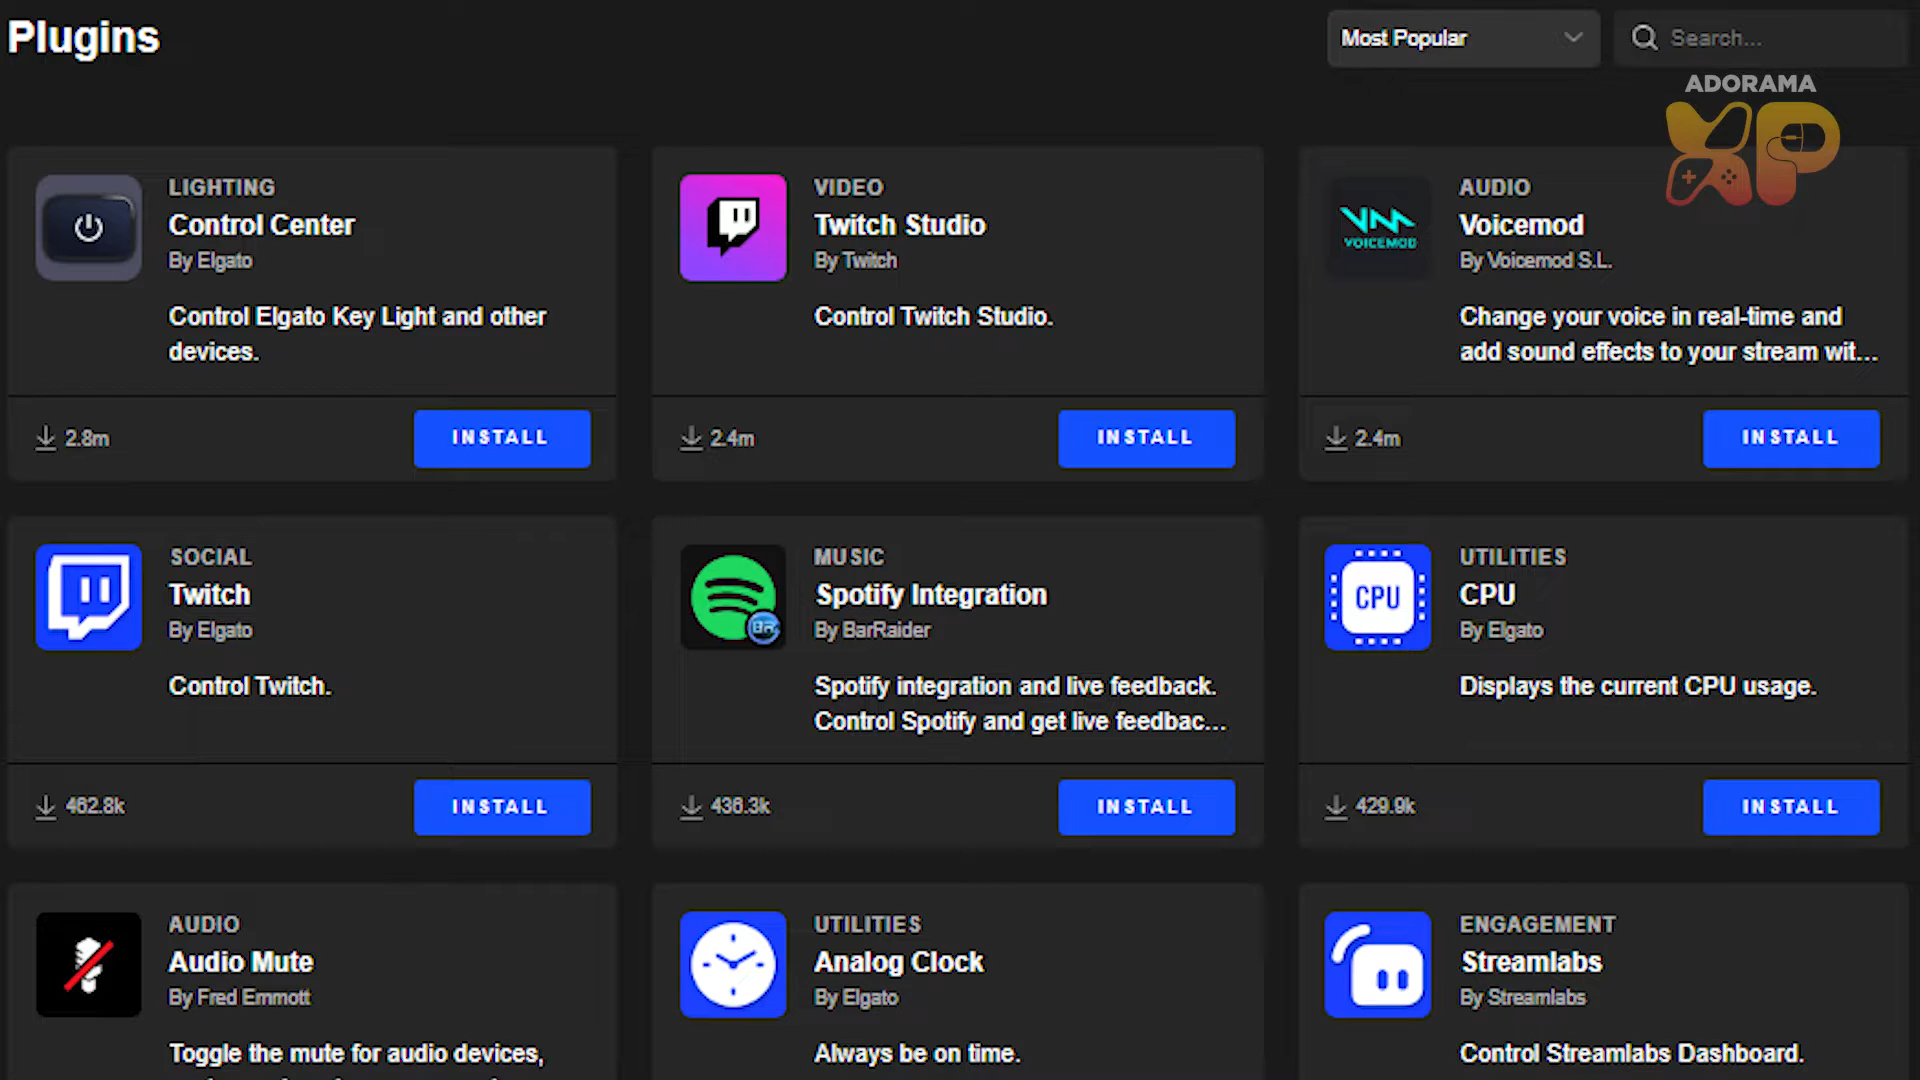 Plugins
Most Popular
Search...
ADORAMA
XP
LIGHTING
Control Center
By Elgato
Control Elgato Key Light and other
devices.
2.8m
INSTALL
VIDEO
Twitch Studio
By Twitch
Control Twitch Studio.
2.4m
INSTALL
VOICEMOD
AUDIO
Voicemod
By Voicemod S.L.
Change your voice in real-time and
add sound effects to your stream wit...
2.4m
INSTALL
SOCIAL
Twitch
By Elgato
Control Twitch.
462.8k
INSTALL
BR
MUSIC
Spotify Integration
By BarRaider
Spotify integration and live feedback.
Control Spotify and get live feedbac...
436.3k
INSTALL
CPU
UTILITIES
CPU
By Elgato
Displays the current CPU usage.
429.9k
INSTALL
AUDIO
Audio Mute
By Fred Emmott
Toggle the mute for audio devices,
UTILITIES
Analog Clock
By Elgato
Always be on time.
ENGAGEMENT
Streamlabs
By Streamlabs
Control Streamlabs Dashboard.